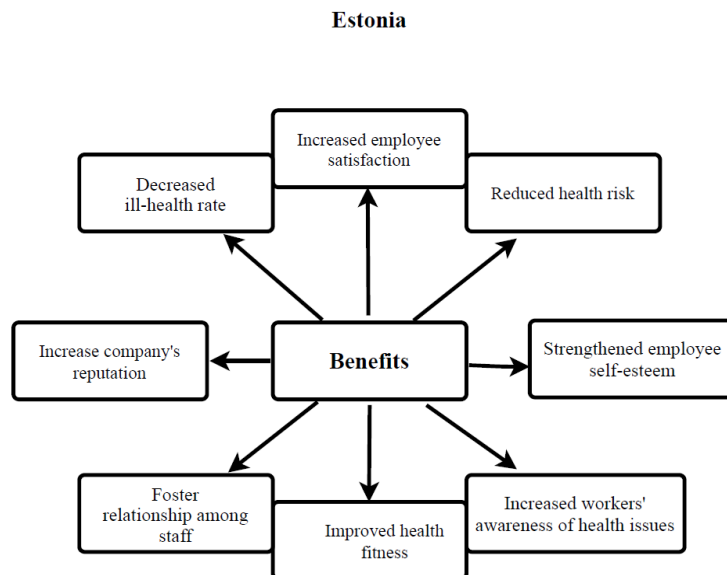 Estonia
Increased employee
satisfaction
Decreased
ill-health rate
Reduced health risk
Increase company's
reputation
Benefits
Strengthened employee
self-esteem
Foster
relationship among
staff
Improved health
fitness
Increased workers'
awareness of health issues